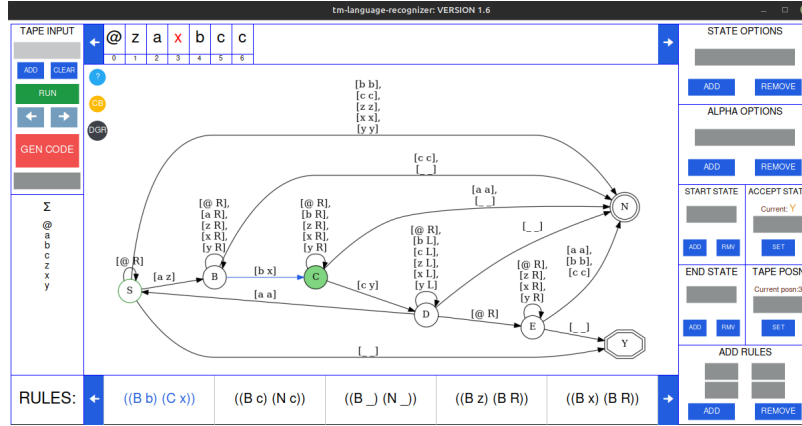 tm-language-recognizer: VERSION 1.6
TAPE INPUT
ADD CLEAR
RUN
GEN CODE
@ z a x b c c
0 1 2 3 4 5 6
?
CB
DGR
Σ
@
a
b
c
z
x
y
[b b],
[c c],
[z z],
[x x],
[y y]
[c c],
[_ _]
[a a],
[_ _]
[@ R],
[a R],
[z R],
[x R],
[y R]
[@ R],
[b R],
[z R],
[x R],
[y R]
[@ R],
[b L],
[c L],
[z L],
[x L],
[y L]
[_ _]
[@ R],
[z R],
[x R],
[y R]
[a a],
[b b],
[c c]
[@ R]
[a z]
[b x]
[c y]
[a a]
[@ R]
[_ _]
[_ _]
S
B
C
D
E
N
Y
STATE OPTIONS
ADD REMOVE
ALPHA OPTIONS
ADD REMOVE
START STATE
ADD RMV
ACCEPT STAT
Current: Y
SET
END STATE
ADD RMV
TAPE POSN
Current posn:3
SET
ADD RULES
ADD REMOVE
RULES: ((B b) (C x)) ((B c) (N c)) ((B _) (N _)) ((B z) (B R)) ((B x) (B R))